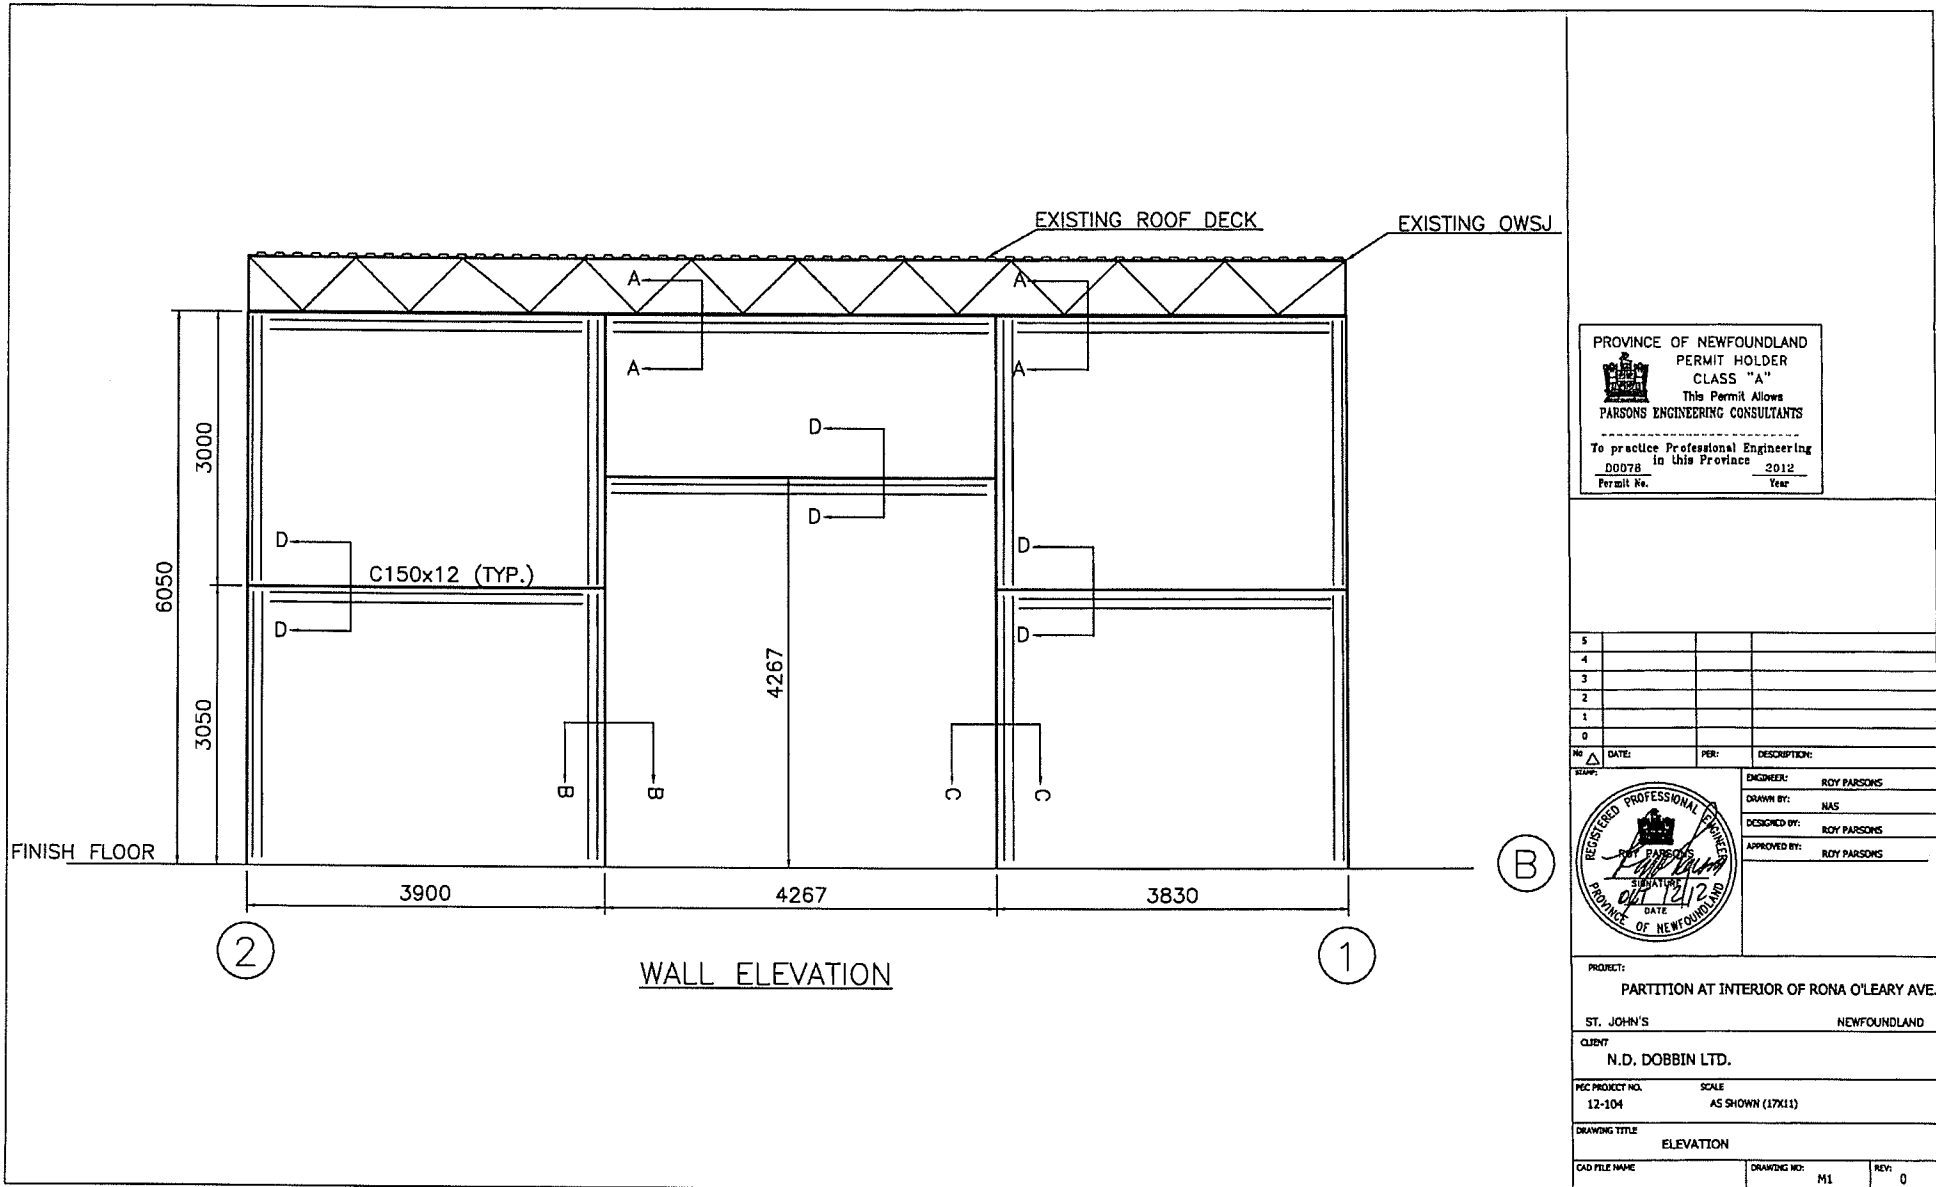 EXISTING ROOF DECK
EXISTING OWSJ
A
A
A
A
D
D
3000
D
D
C150x12 (TYP.)
D
D
6050
4267
3050
B
B
C
C
FINISH FLOOR
B
3900
4267
3830
2
1
WALL ELEVATION
PROVINCE OF NEWFOUNDLAND
PERMIT HOLDER
CLASS "A"
This Permit Allows
PARSONS ENGINEERING CONSULTANTS
To practice Professional Engineering
in this Province
D0078
2012
Permit No.
Year
5
4
3
2
1
0
NO
DATE:
PER:
DESCRIPTION:
STAMP:
REGISTERED PROFESSIONAL ENGINEER
ROY PARSONS
SIGNATURE
DATE
PROVINCE OF NEWFOUNDLAND
ENGINEER: ROY PARSONS
DRAWN BY: NAS
DESIGNED BY: ROY PARSONS
APPROVED BY: ROY PARSONS
PROJECT:
PARTITION AT INTERIOR OF RONA O'LEARY AVE.
ST. JOHN'S NEWFOUNDLAND
CLIENT
N.D. DOBBIN LTD.
PEC PROJECT NO. SCALE
12-104 AS SHOWN (17X11)
DRAWING TITLE
ELEVATION
CAD FILE NAME
DRAWING NO:
M1
REV:
0